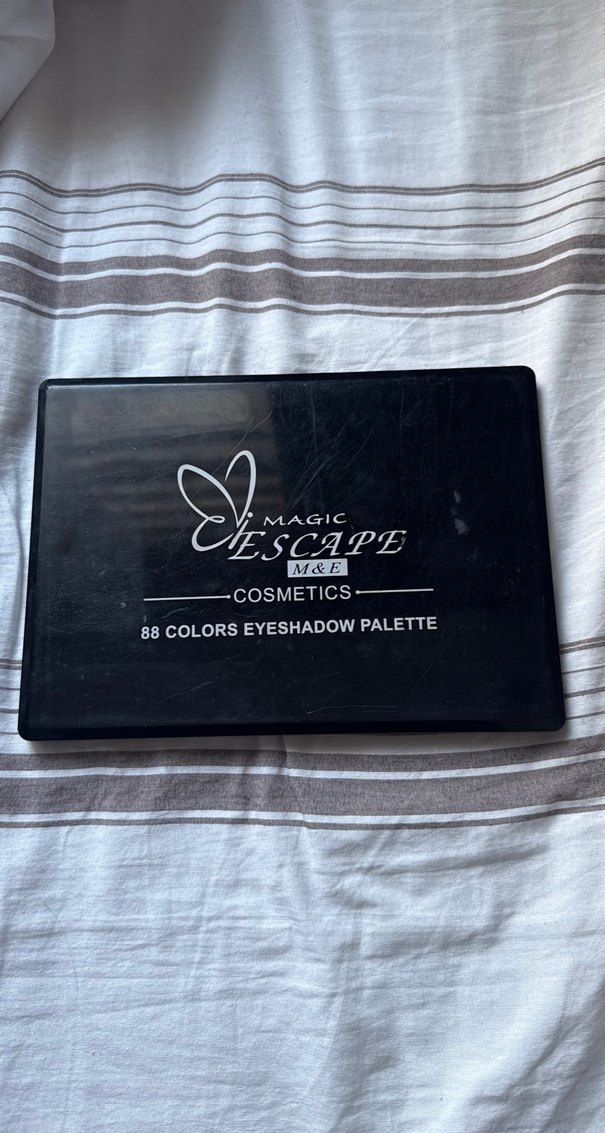 MAGIC
ESCAPE
M&E
COSMETICS
88 COLORS EYESHADOW PALETTE